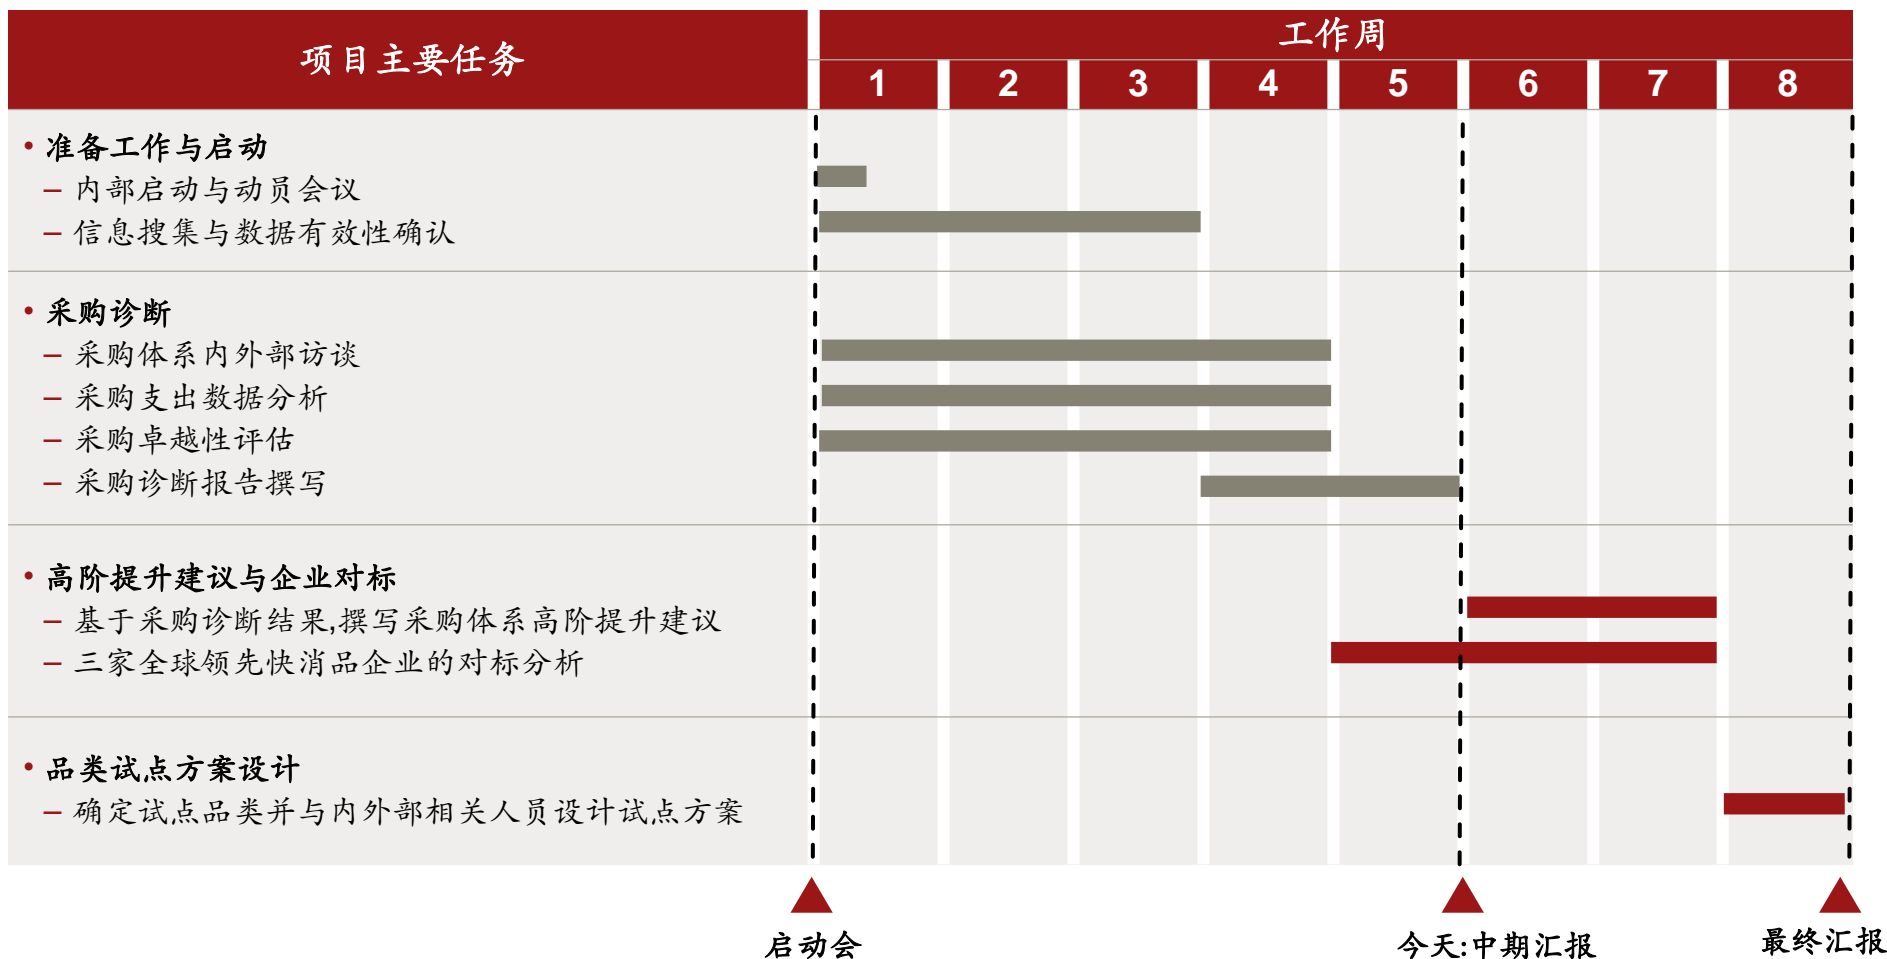 项目主要任务
工作周
1 2 3 4 5 6 7 8
• 准备工作与启动
– 内部启动与动员会议
– 信息搜集与数据有效性确认
• 采购诊断
– 采购体系内外部访谈
– 采购支出数据分析
– 采购卓越性评估
– 采购诊断报告撰写
• 高阶提升建议与企业对标
– 基于采购诊断结果,撰写采购体系高阶提升建议
– 三家全球领先快消品企业的对标分析
• 品类试点方案设计
– 确定试点品类并与内外部相关人员设计试点方案
启动会
今天:中期汇报
最终汇报